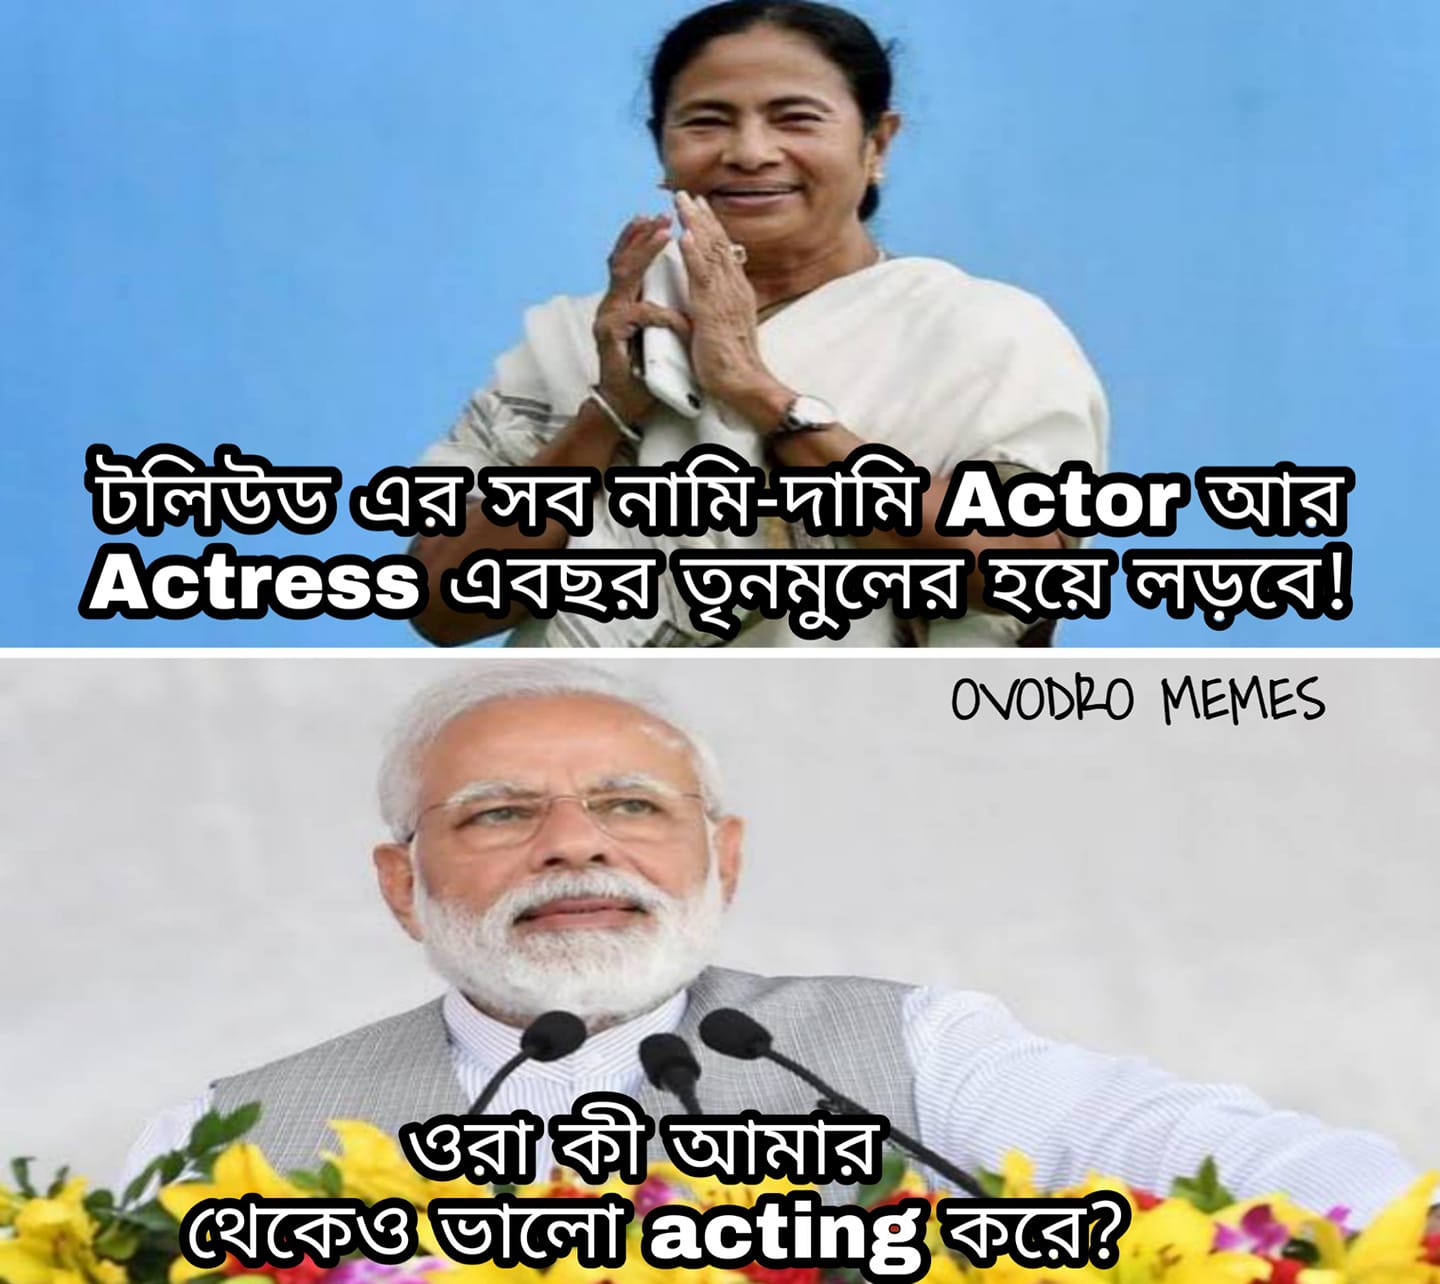 টলিউড এর সব নামি-দামি Actor আর
Actress এবছর তৃনমুলের হয়ে লড়বে!
OVODRO MEMES
ওরা কী আমার
থেকেও ভালো acting করে?